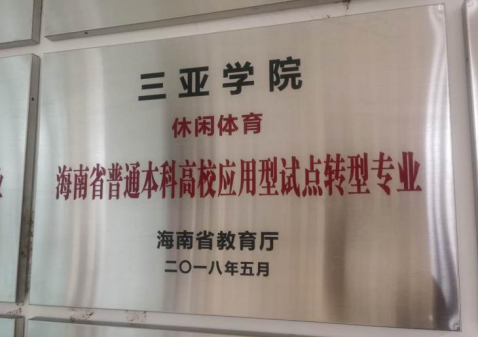 三亚学院
休闲体育
海南省普通本科高校应用型试点转型专业
海南省教育厅
二〇一八年五月